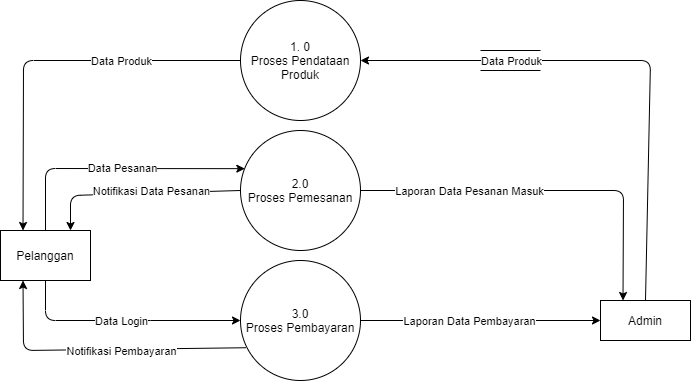 1. 0
Proses Pendataan
Produk
Data Produk
Data Produk
Data Pesanan
Notifikasi Data Pesanan
2.0
Proses Pemesanan
Laporan Data Pesanan Masuk
Pelanggan
3.0
Proses Pembayaran
Data Login
Laporan Data Pembayaran
Admin
Notifikasi Pembayaran